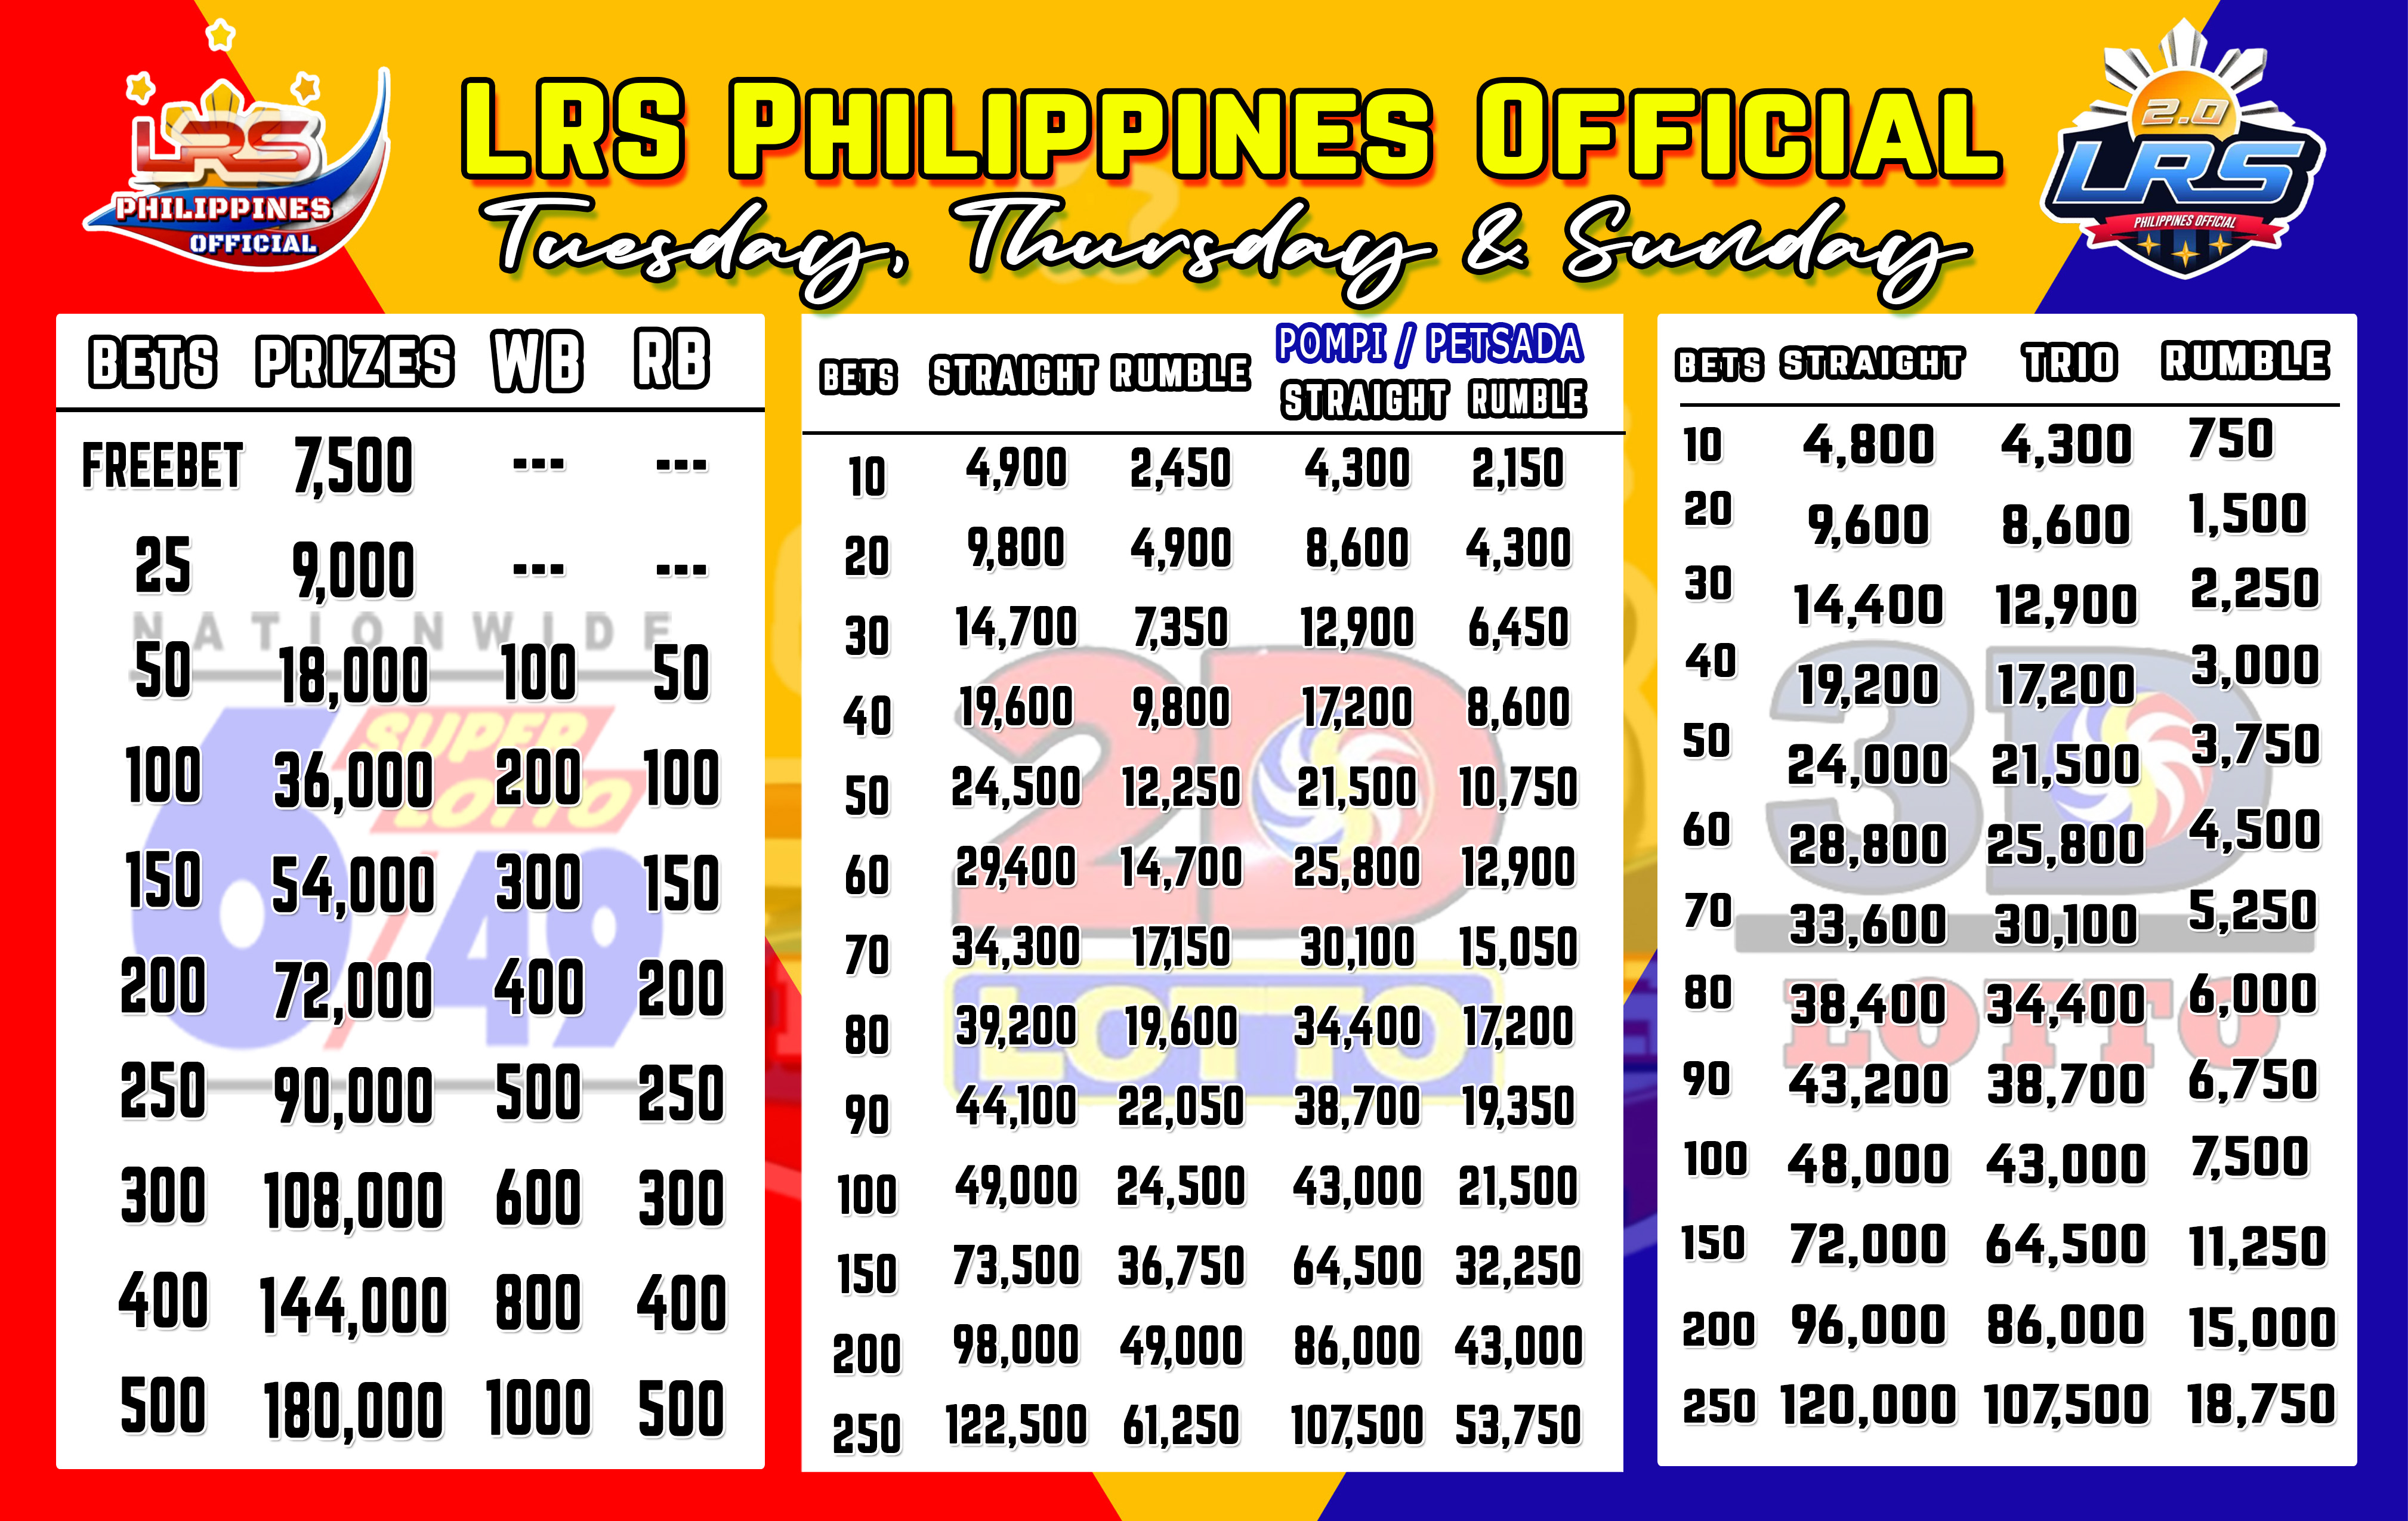 LRS PHILIPPINES OFFICIAL
Tuesday, Thursday & Sunday
LRS
PHILIPPINES
OFFICIAL
2.0
LRS
PHILIPPINES OFFICIAL
BETS PRIZES WB RB
FREEBET 7,500 --- ---
25 9,000 --- ---
50 18,000 100 50
100 36,000 200 100
150 54,000 300 150
200 72,000 400 200
250 90,000 500 250
300 108,000 600 300
400 144,000 800 400
500 180,000 1000 500
NATIONWIDE
SUPER
LOTTO
6/49
POMPI / PETSADA
BETS STRAIGHT RUMBLE STRAIGHT RUMBLE
10 4,900 2,450 4,300 2,150
20 9,800 4,900 8,600 4,300
30 14,700 7,350 12,900 6,450
40 19,600 9,800 17,200 8,600
50 24,500 12,250 21,500 10,750
60 29,400 14,700 25,800 12,900
70 34,300 17,150 30,100 15,050
80 39,200 19,600 34,400 17,200
90 44,100 22,050 38,700 19,350
100 49,000 24,500 43,000 21,500
150 73,500 36,750 64,500 32,250
200 98,000 49,000 86,000 43,000
250 122,500 61,250 107,500 53,750
2D
LOTTO
BETS STRAIGHT TRIO RUMBLE
10 4,800 4,300 750
20 9,600 8,600 1,500
30 14,400 12,900 2,250
40 19,200 17,200 3,000
50 24,000 21,500 3,750
60 28,800 25,800 4,500
70 33,600 30,100 5,250
80 38,400 34,400 6,000
90 43,200 38,700 6,750
100 48,000 43,000 7,500
150 72,000 64,500 11,250
200 96,000 86,000 15,000
250 120,000 107,500 18,750
3D
LOTTO